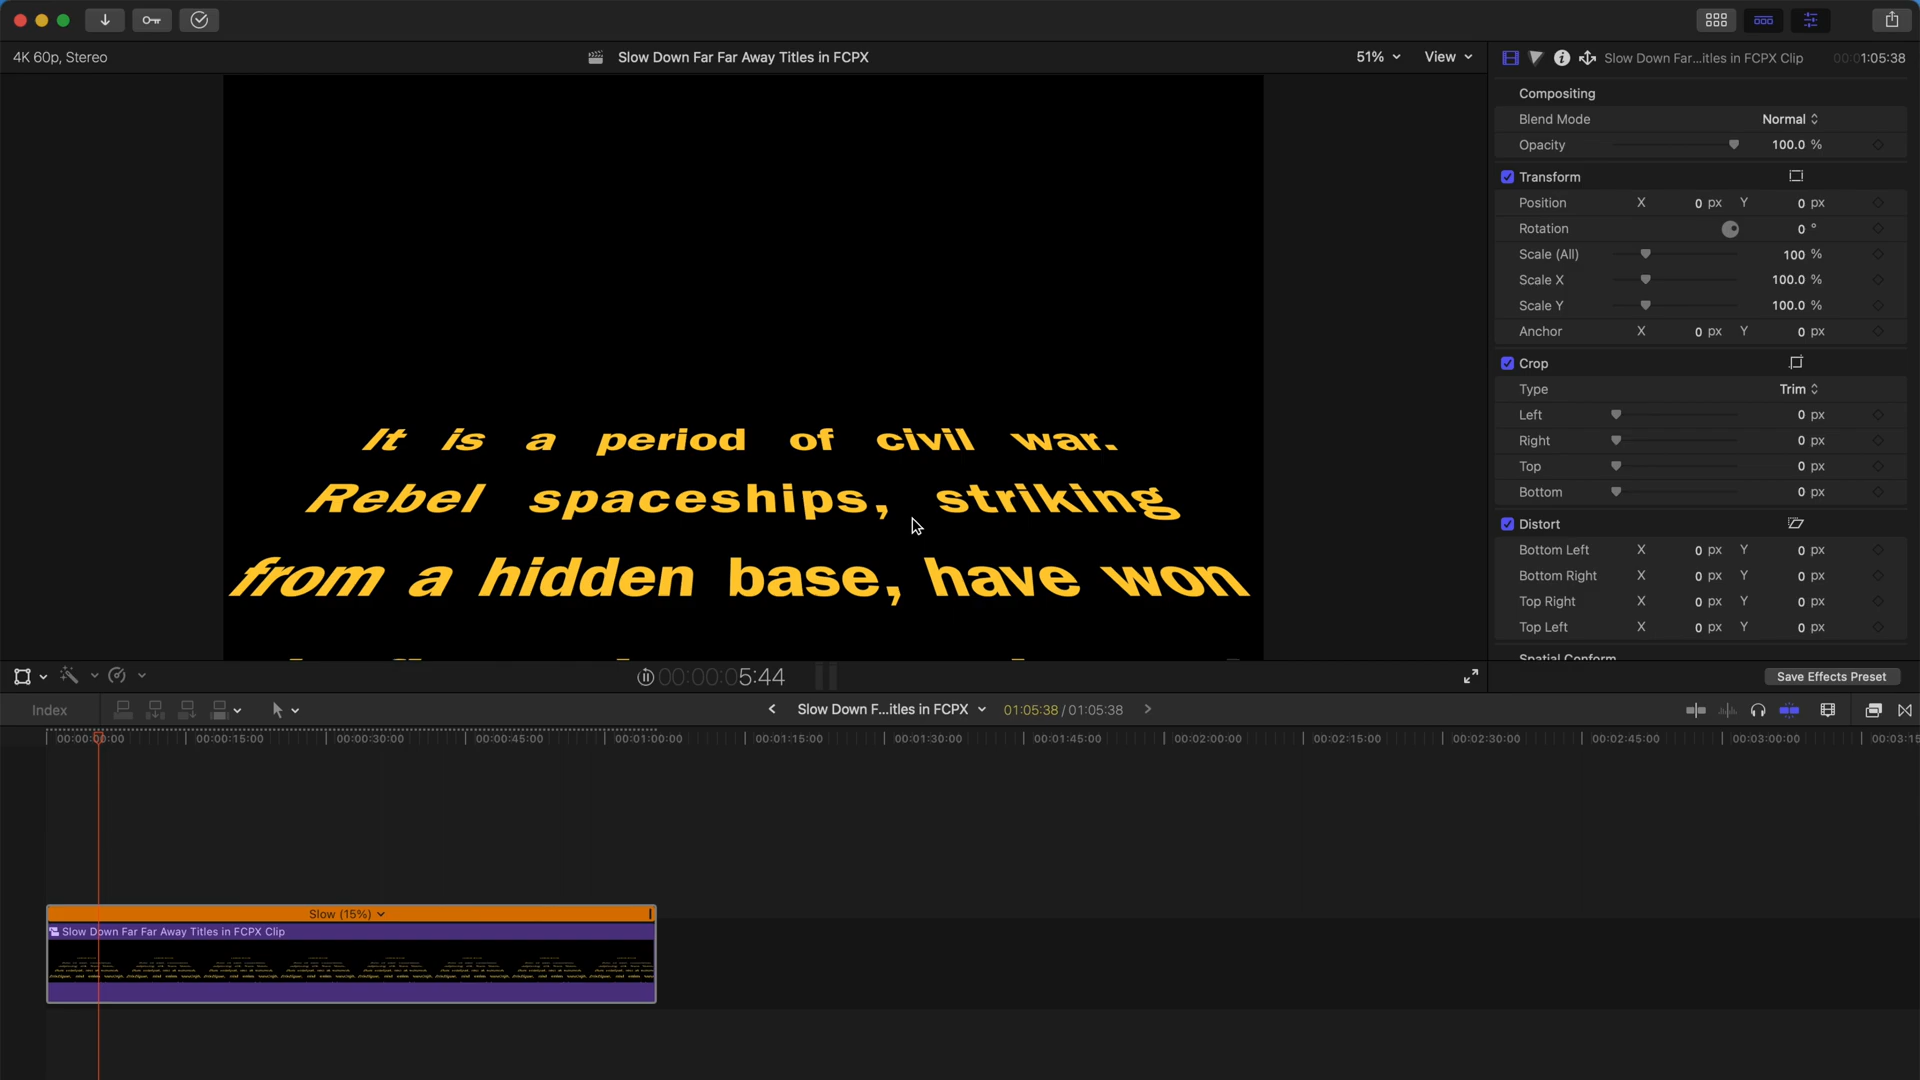 4K 60p, Stereo
Slow Down Far Far Away Titles in FCPX
51%
View
Slow Down Far...itles in FCPX Clip
00:01:05:38
Compositing
Blend Mode Normal
Opacity 100.0 %
Transform
Position X 0 px Y 0 px
Rotation 0 °
Scale (All) 100 %
Scale X 100.0 %
Scale Y 100.0 %
Anchor X 0 px Y 0 px
Crop
Type Trim
Left 0 px
Right 0 px
Top 0 px
Bottom 0 px
Distort
Bottom Left X 0 px Y 0 px
Bottom Right X 0 px Y 0 px
Top Right X 0 px Y 0 px
Top Left X 0 px Y 0 px
Spatial Conform
It is a period of civil war.
Rebel spaceships, striking
from a hidden base, have won
00:00:05:44
Save Effects Preset
Index
Slow Down F...itles in FCPX
01:05:38 / 01:05:38
00:00:00:00 00:00:15:00 00:00:30:00 00:00:45:00 00:01:00:00 00:01:15:00 00:01:30:00 00:01:45:00 00:02:00:00 00:02:15:00 00:02:30:00 00:02:45:00 00:03:00:00 00:03:15
Slow (15%)
Slow Down Far Far Away Titles in FCPX Clip